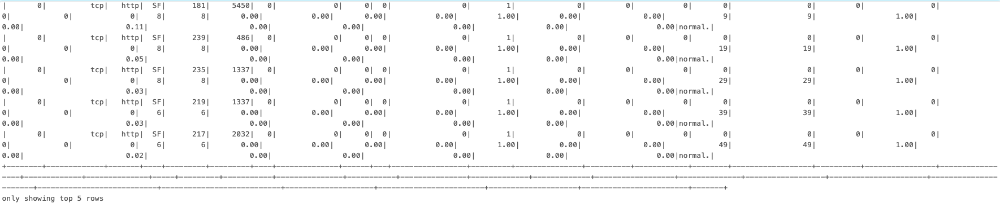 |       0|          tcp|   http|  SF|      181|     5450|   0|             0|     0|  0|                 0|        1|              0|         0|            0|       0|                  0|          0|                0|
0|            0|             0|    8|        8|       0.00|            0.00|       0.00|              0.00|         1.00|          0.00|              0.00|              9|                 9|                  1.00|
0.00|                       0.11|                       0.00|                0.00|                    0.00|                0.00|                    0.00|normal.|
|       0|          tcp|   http|  SF|      239|      486|   0|             0|     0|  0|                 0|        1|              0|         0|            0|       0|                  0|          0|                0|
0|            0|             0|    8|        8|       0.00|            0.00|       0.00|              0.00|         1.00|          0.00|              0.00|             19|                19|                  1.00|
0.00|                       0.05|                       0.00|                0.00|                    0.00|                0.00|                    0.00|normal.|
|       0|          tcp|   http|  SF|      235|     1337|   0|             0|     0|  0|                 0|        1|              0|         0|            0|       0|                  0|          0|                0|
0|            0|             0|    8|        8|       0.00|            0.00|       0.00|              0.00|         1.00|          0.00|              0.00|             29|                29|                  1.00|
0.00|                       0.03|                       0.00|                0.00|                    0.00|                0.00|                    0.00|normal.|
|       0|          tcp|   http|  SF|      219|     1337|   0|             0|     0|  0|                 0|        1|              0|         0|            0|       0|                  0|          0|                0|
0|            0|             0|    6|        6|       0.00|            0.00|       0.00|              0.00|         1.00|          0.00|              0.00|             39|                39|                  1.00|
0.00|                       0.03|                       0.00|                0.00|                    0.00|                0.00|                    0.00|normal.|
|       0|          tcp|   http|  SF|      217|     2032|   0|             0|     0|  0|                 0|        1|              0|         0|            0|       0|                  0|          0|                0|
0|            0|             0|    6|        6|       0.00|            0.00|       0.00|              0.00|         1.00|          0.00|              0.00|             49|                49|                  1.00|
0.00|                       0.02|                       0.00|                0.00|                    0.00|                0.00|                    0.00|normal.|
+--------+-------------+-------+----+---------+---------+----+--------------+------+---+-----------------+---------+---------------+----------+------------+--------+------------------+----------+----------------+-------------
----+-------------+--------------+-----+---------+-----------+----------------+-----------+---------------+-------------+--------------+------------------+--------------+------------------+----------------------+---------------
-------+---------------------------+---------------------------+--------------------+------------------------+--------------------+------------------------+-------+
only showing top 5 rows